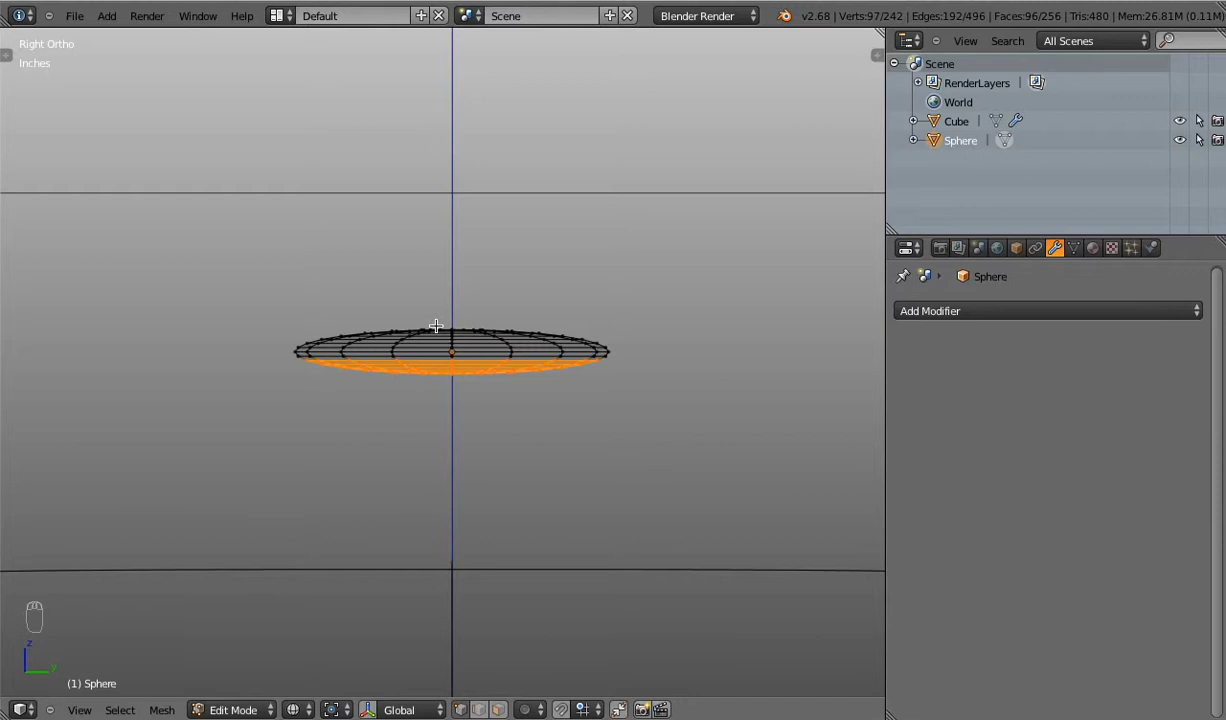 File Add Render Window Help Default Scene Blender Render v2.68 | Verts:97/242 | Edges:192/496 | Faces:96/256 | Tris:480 | Mem:26.81M (0.11M)
Right Ortho
Inches
View Search All Scenes
Scene
RenderLayers |
World
Cube |
Sphere |
Sphere
Add Modifier
z
y
(1) Sphere
View Select Mesh Edit Mode Global